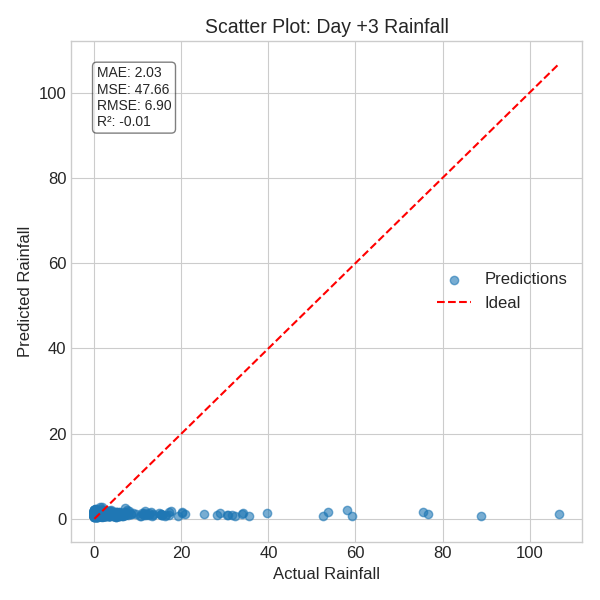 Scatter Plot: Day +3 Rainfall
MAE: 2.03
MSE: 47.66
RMSE: 6.90
R²: -0.01
100
80
60
40
20
0
Predicted Rainfall
Predictions
Ideal
0 20 40 60 80 100
Actual Rainfall